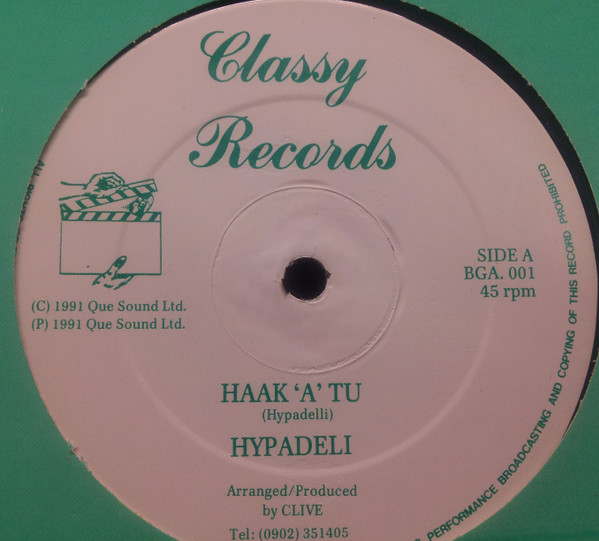 Classy
Records
SIDE A
BGA. 001
45 rpm
(C) 1991 Que Sound Ltd.
(P) 1991 Que Sound Ltd.
HAAK ‘A’ TU
(Hypadelli)
HYPADELI
Arranged/Produced
by CLIVE
Tel: (0902) 351405
PERFORMANCE BROADCASTING AND COPYING OF THIS RECORD PROHIBITED